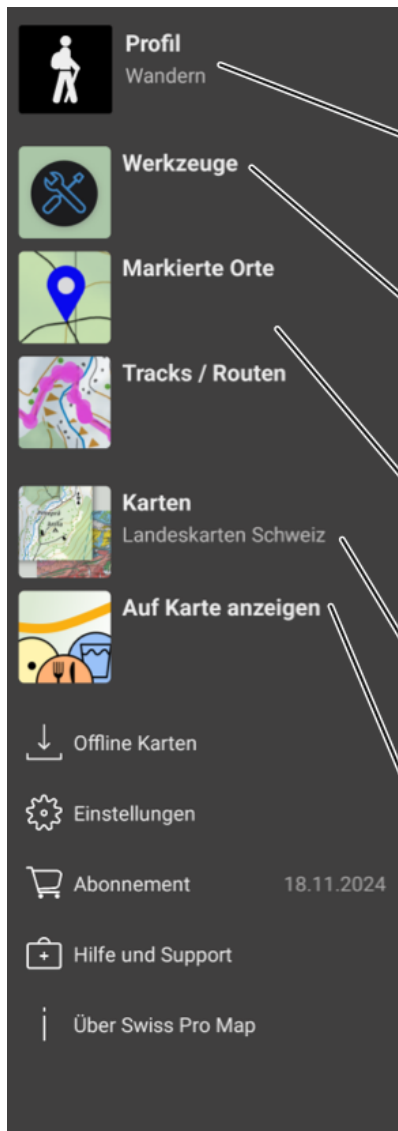 Profil
Wandern
Werkzeuge
Markierte Orte
Tracks / Routen
Karten
Landeskarten Schweiz
Auf Karte anzeigen
Offline Karten
Einstellungen
Abonnement 18.11.2024
Hilfe und Support
Über Swiss Pro Map